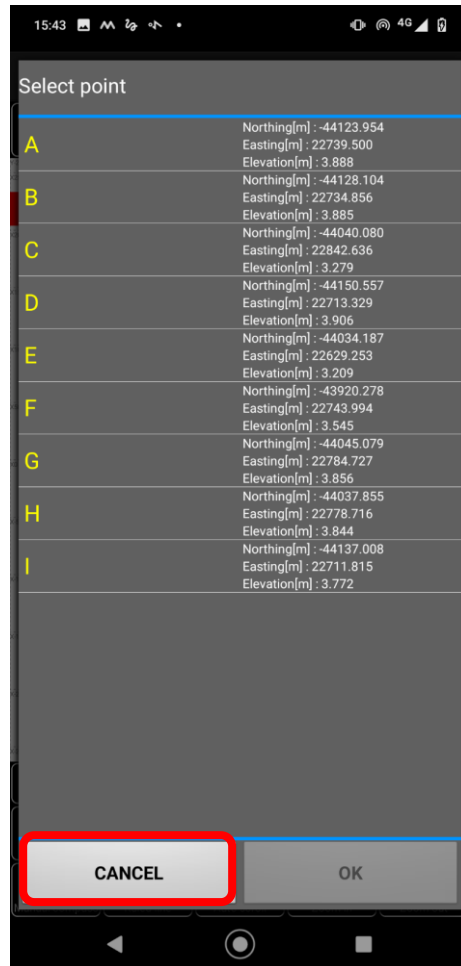 15:43 4G
Select point
A
Northing[m] : -44123.954
Easting[m] : 22739.500
Elevation[m] : 3.888
B
Northing[m] : -44128.104
Easting[m] : 22734.856
Elevation[m] : 3.885
C
Northing[m] : -44040.080
Easting[m] : 22842.636
Elevation[m] : 3.279
D
Northing[m] : -44150.557
Easting[m] : 22713.329
Elevation[m] : 3.906
E
Northing[m] : -44034.187
Easting[m] : 22629.253
Elevation[m] : 3.209
F
Northing[m] : -43920.278
Easting[m] : 22743.994
Elevation[m] : 3.545
G
Northing[m] : -44045.079
Easting[m] : 22784.727
Elevation[m] : 3.856
H
Northing[m] : -44037.855
Easting[m] : 22778.716
Elevation[m] : 3.844
I
Northing[m] : -44137.008
Easting[m] : 22711.815
Elevation[m] : 3.772
CANCEL OK